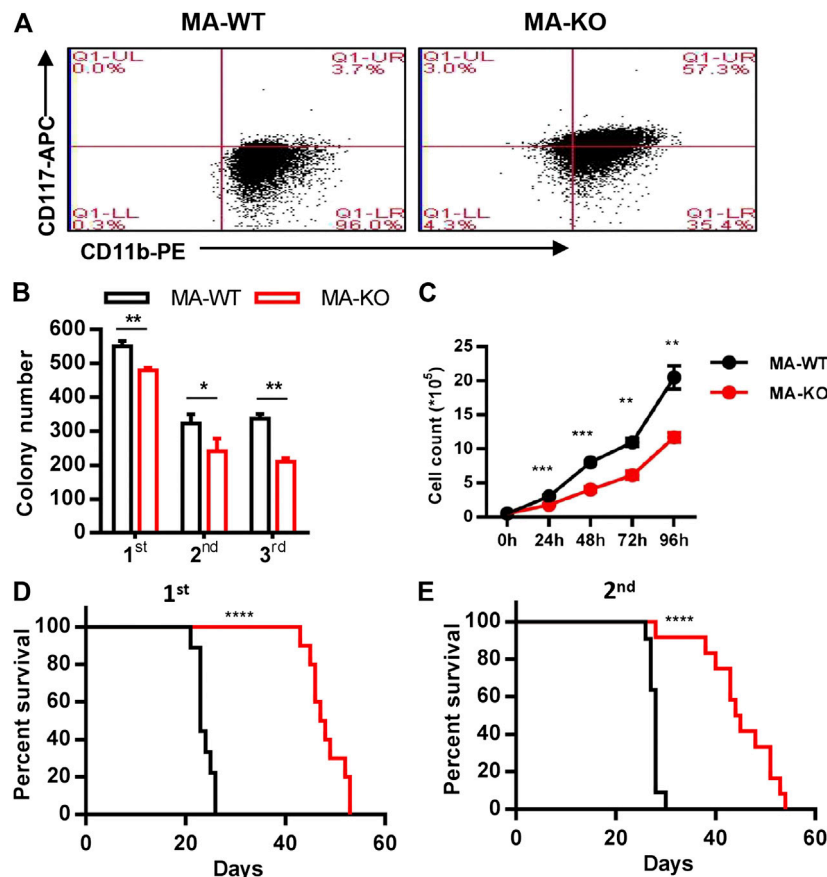 A
MA-WT
MA-KO
Q1-UL
0.0%
Q1-UR
3.7%
Q1-UL
3.0%
Q1-UR
57.3%
CD117-APC
Q1-LL
0.3%
Q1-LR
96.0%
Q1-LL
4.3%
Q1-LR
35.4%
CD11b-PE
B
MA-WT
MA-KO
Colony number
600
500
400
300
200
100
0
**
*
**
1st
2nd
3rd
C
Cell count (*10⁵)
25
20
15
10
5
0
***
***
**
**
0h
24h
48h
72h
96h
MA-WT
MA-KO
D
1st
****
Percent survival
100
80
60
40
20
0
0
20
40
60
Days
E
2nd
****
Percent survival
100
80
60
40
20
0
0
20
40
60
Days